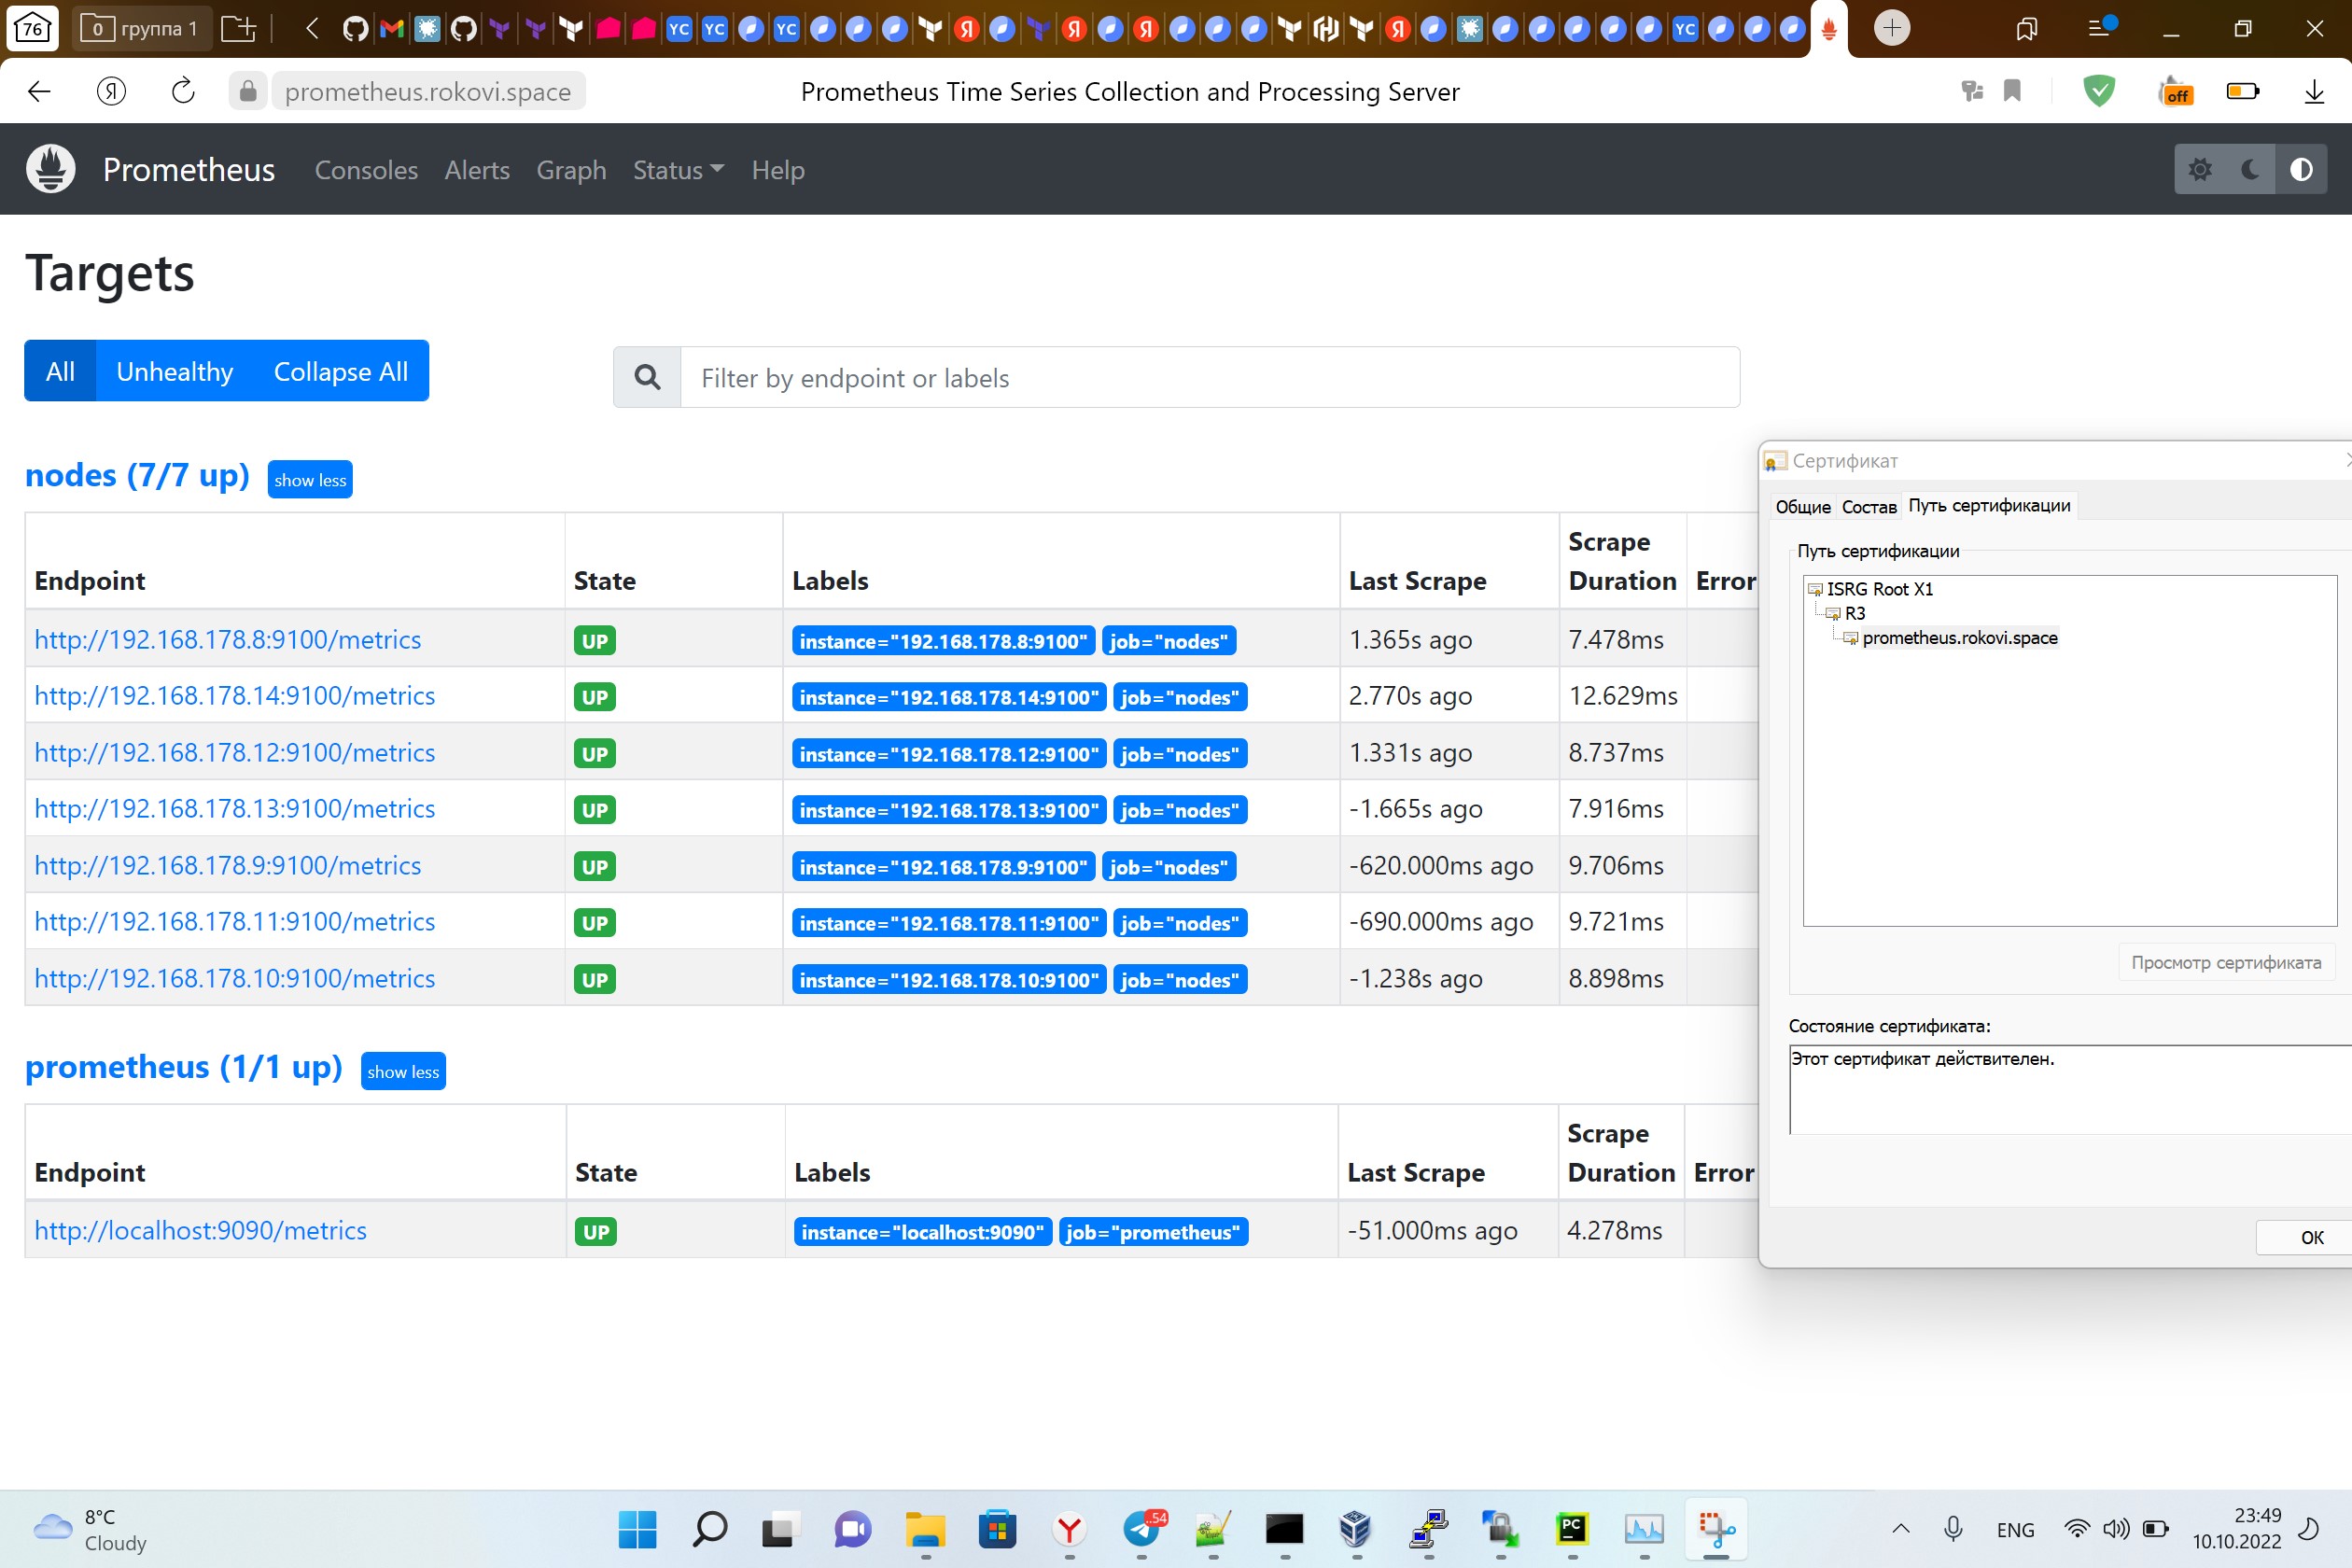 76 0 группа 1 YC YC YC Я Я Я Я YC
Я prometheus.rokovi.space Prometheus Time Series Collection and Processing Server off
Prometheus Consoles Alerts Graph Status Help
Targets
All Unhealthy Collapse All Filter by endpoint or labels
nodes (7/7 up) show less
Endpoint State Labels Last Scrape Scrape Duration Error
http://192.168.178.8:9100/metrics UP instance="192.168.178.8:9100" job="nodes" 1.365s ago 7.478ms
http://192.168.178.14:9100/metrics UP instance="192.168.178.14:9100" job="nodes" 2.770s ago 12.629ms
http://192.168.178.12:9100/metrics UP instance="192.168.178.12:9100" job="nodes" 1.331s ago 8.737ms
http://192.168.178.13:9100/metrics UP instance="192.168.178.13:9100" job="nodes" -1.665s ago 7.916ms
http://192.168.178.9:9100/metrics UP instance="192.168.178.9:9100" job="nodes" -620.000ms ago 9.706ms
http://192.168.178.11:9100/metrics UP instance="192.168.178.11:9100" job="nodes" -690.000ms ago 9.721ms
http://192.168.178.10:9100/metrics UP instance="192.168.178.10:9100" job="nodes" -1.238s ago 8.898ms
prometheus (1/1 up) show less
Endpoint State Labels Last Scrape Scrape Duration Error
http://localhost:9090/metrics UP instance="localhost:9090" job="prometheus" -51.000ms ago 4.278ms
Сертификат
Общие Состав Путь сертификации
Путь сертификации
ISRG Root X1
R3
prometheus.rokovi.space
Просмотр сертификата
Состояние сертификата:
Этот сертификат действителен.
ОК
8°C
Cloudy
54
PC
ENG
23:49
10.10.2022